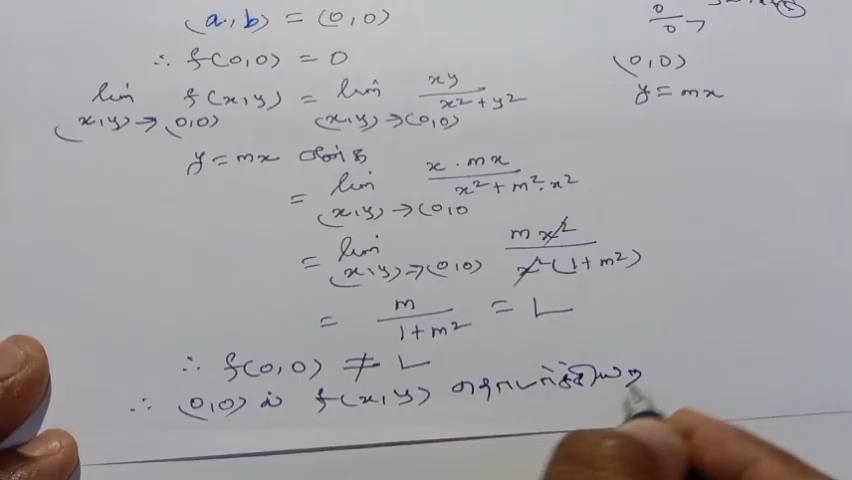 (a, b) = (0,0)
∴ f(0,0) = 0
lim (x,y)→(0,0) f(x,y) = lim (x,y)→(0,0) xy / x²+y²
y = mx
= lim (x,y)→(0,0 x · mx / x²+m²·x²
= lim (x,y)→(0,0) mx² / x²(1+m²)
= m / 1+m² = L
∴ f(0,0) ≠ L
∴ (0,0) ல் f(x,y)
0/0
(0,0)
y = mx